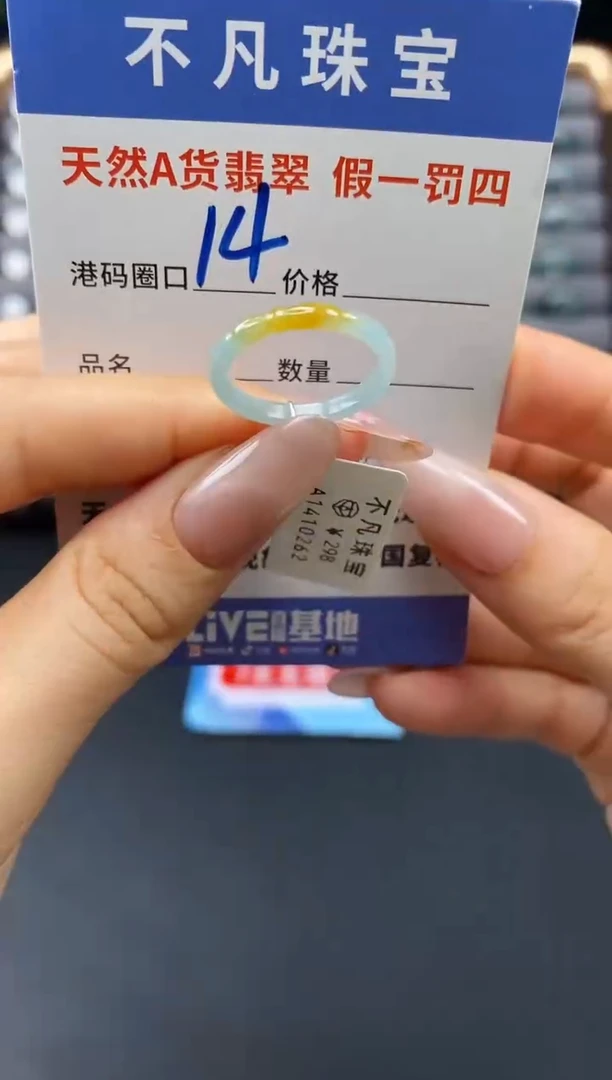 不凡珠宝
天然A货翡翠 假一罚四
港码圈口 14 价格
品名 数量
不凡珠宝
¥298
A1410262
国复
LIVE 基地